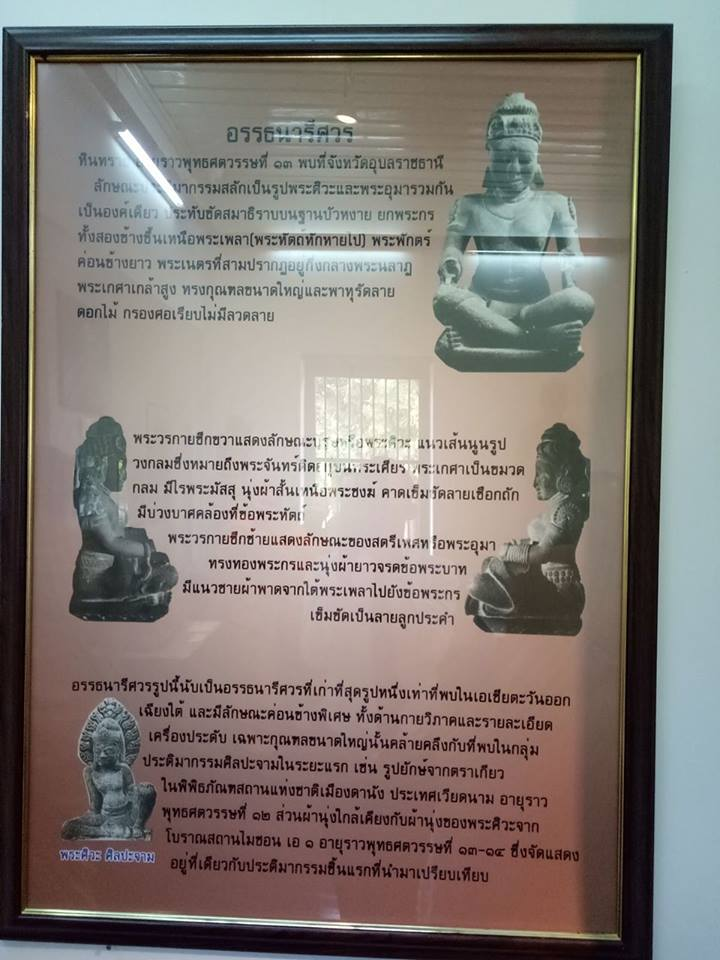 อรรธนารีศวร
หินทราย อายุราวพุทธศตวรรษที่ ๑๓ พบที่จังหวัดอุบลราชธานี
ลักษณะประติมากรรมสลักเป็นรูปพระศิวะและพระอุมารวมกัน
เป็นองค์เดียว ประทับขัดสมาธิราบบนฐานบัวหงาย ยกพระกร
ทั้งสองข้างขึ้นเหนือพระเพลา(พระหัตถ์หักหายไป) พระพักตร์
ค่อนข้างยาว พระเนตรที่สามปรากฏอยู่กึ่งกลางพระนลาฏ
พระเกศาเกล้าสูง ทรงกุณฑลขนาดใหญ่และพาหุรัดลาย
ดอกไม้ กรองศอเรียบไม่มีลวดลาย
พระวรกายซีกขวาแสดงลักษณะบุรุษหรือพระศิวะ แนวเส้นนูนรูป
วงกลมซึ่งหมายถึงพระจันทร์ติดอยู่บนพระเศียร พระเกศาเป็นขมวด
กลม มีไรพระมัสสุ นุ่งผ้าสั้นเหนือพระชงฆ์ คาดเข็มขัดลายเชือกถัก
มีบ่วงบาศคล้องที่ข้อพระหัตถ์
พระวรกายซีกซ้ายแสดงลักษณะของสตรีเพศหรือพระอุมา
ทรงทองพระกรและนุ่งผ้ายาวจรดข้อพระบาท
มีแนวชายผ้าพาดจากใต้พระเพลาไปยังข้อพระกร
เข็มขัดเป็นลายลูกประคำ
อรรธนารีศวรรูปนี้นับเป็นอรรธนารีศวรที่เก่าที่สุดรูปหนึ่งเท่าที่พบในเอเชียตะวันออก
เฉียงใต้ และมีลักษณะค่อนข้างพิเศษ ทั้งด้านกายวิภาคและรายละเอียด
เครื่องประดับ เฉพาะกุณฑลขนาดใหญ่นั้นคล้ายคลึงกับที่พบในกลุ่ม
ประติมากรรมศิลปะจามในระยะแรก เช่น รูปยักษ์จากตราเกียว
ในพิพิธภัณฑสถานแห่งชาติเมืองดานัง ประเทศเวียดนาม อายุราว
พุทธศตวรรษที่ ๑๒ ส่วนผ้านุ่งใกล้เคียงกับผ้านุ่งของพระศิวะจาก
โบราณสถานไมซอน เอ ๑ อายุราวพุทธศตวรรษที่ ๑๓-๑๔ ซึ่งจัดแสดง
อยู่ที่เดียวกับประติมากรรมชิ้นแรกที่นำมาเปรียบเทียบ
พระศิวะ ศิลปะจาม